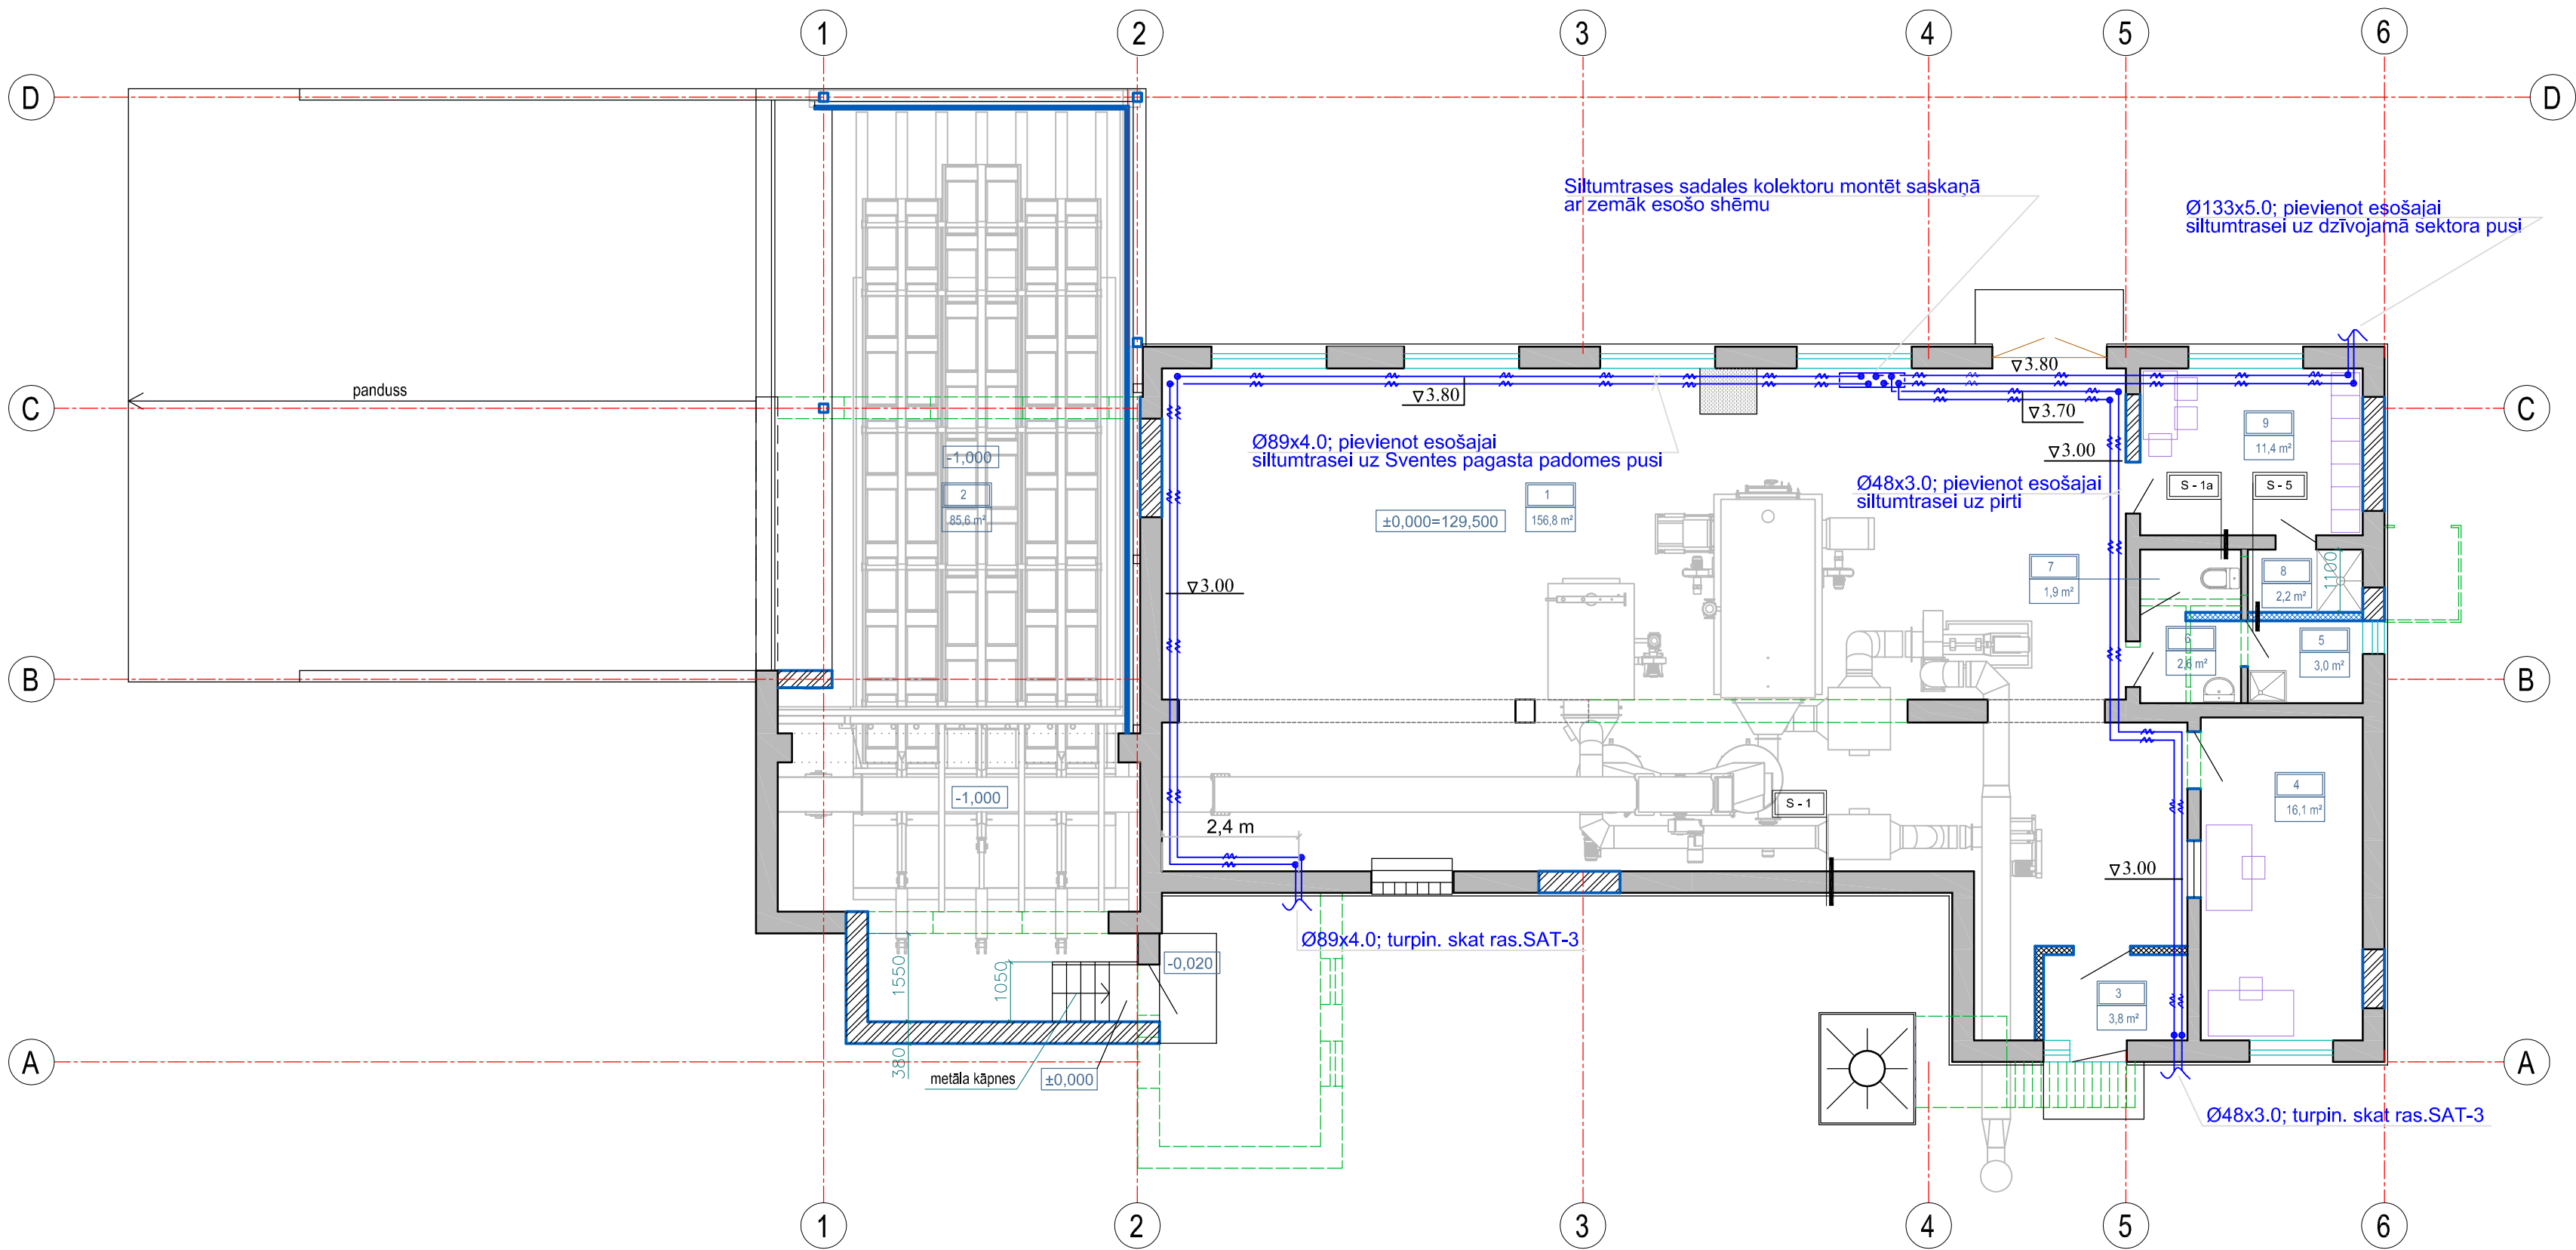 1
2
3
4
5
6
D
D
Siltumtrases sadales kolektoru montēt saskaņā
ar zemāk esošo shēmu
Ø133x5.0; pievienot esošajai
siltumtrasei uz dzīvojamā sektora pusi
▽3.80
▽3.80
▽3.70
panduss
C
C
Ø89x4.0; pievienot esošajai
siltumtrasei uz Sventes pagasta padomes pusi
9
11,4 m²
▽3.00
-1,000
2
85,6 m²
1
156,8 m²
±0,000=129,500
Ø48x3.0; pievienot esošajai
siltumtrasei uz pirti
S - 1a
S - 5
▽3.00
7
1,9 m²
8
2,2 m²
1100
6
2,6 m²
5
3,0 m²
B
B
-1,000
2,4 m
S - 1
4
16,1 m²
▽3.00
Ø89x4.0; turpin. skat ras.SAT-3
-0,020
1550
1050
380
3
3,8 m²
A
A
metāla kāpnes
±0,000
Ø48x3.0; turpin. skat ras.SAT-3
1
2
3
4
5
6